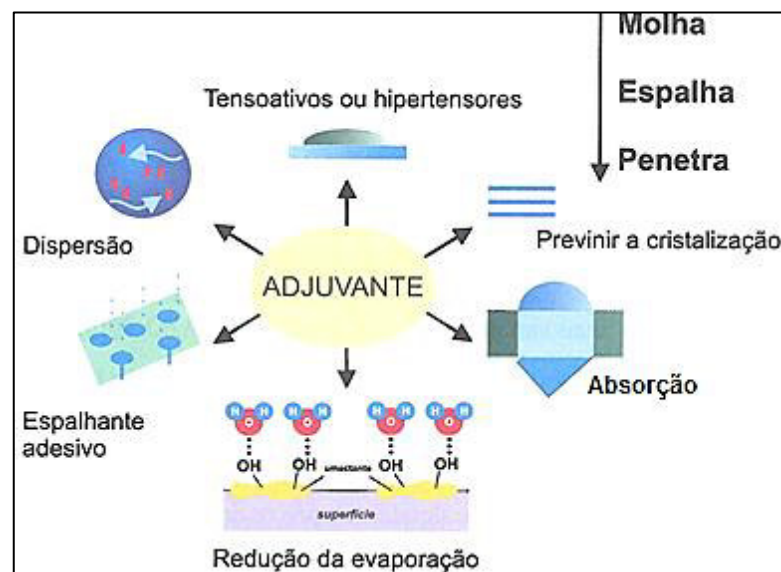 Molha
Espalha
Penetra
Tensoativos ou hipertensores
Dispersão
Previnir a cristalização
ADJUVANTE
Espalhante
adesivo
Absorção
H H H H H H H H
O O O O
OH OH umectante OH OH
superfície
Redução da evaporação